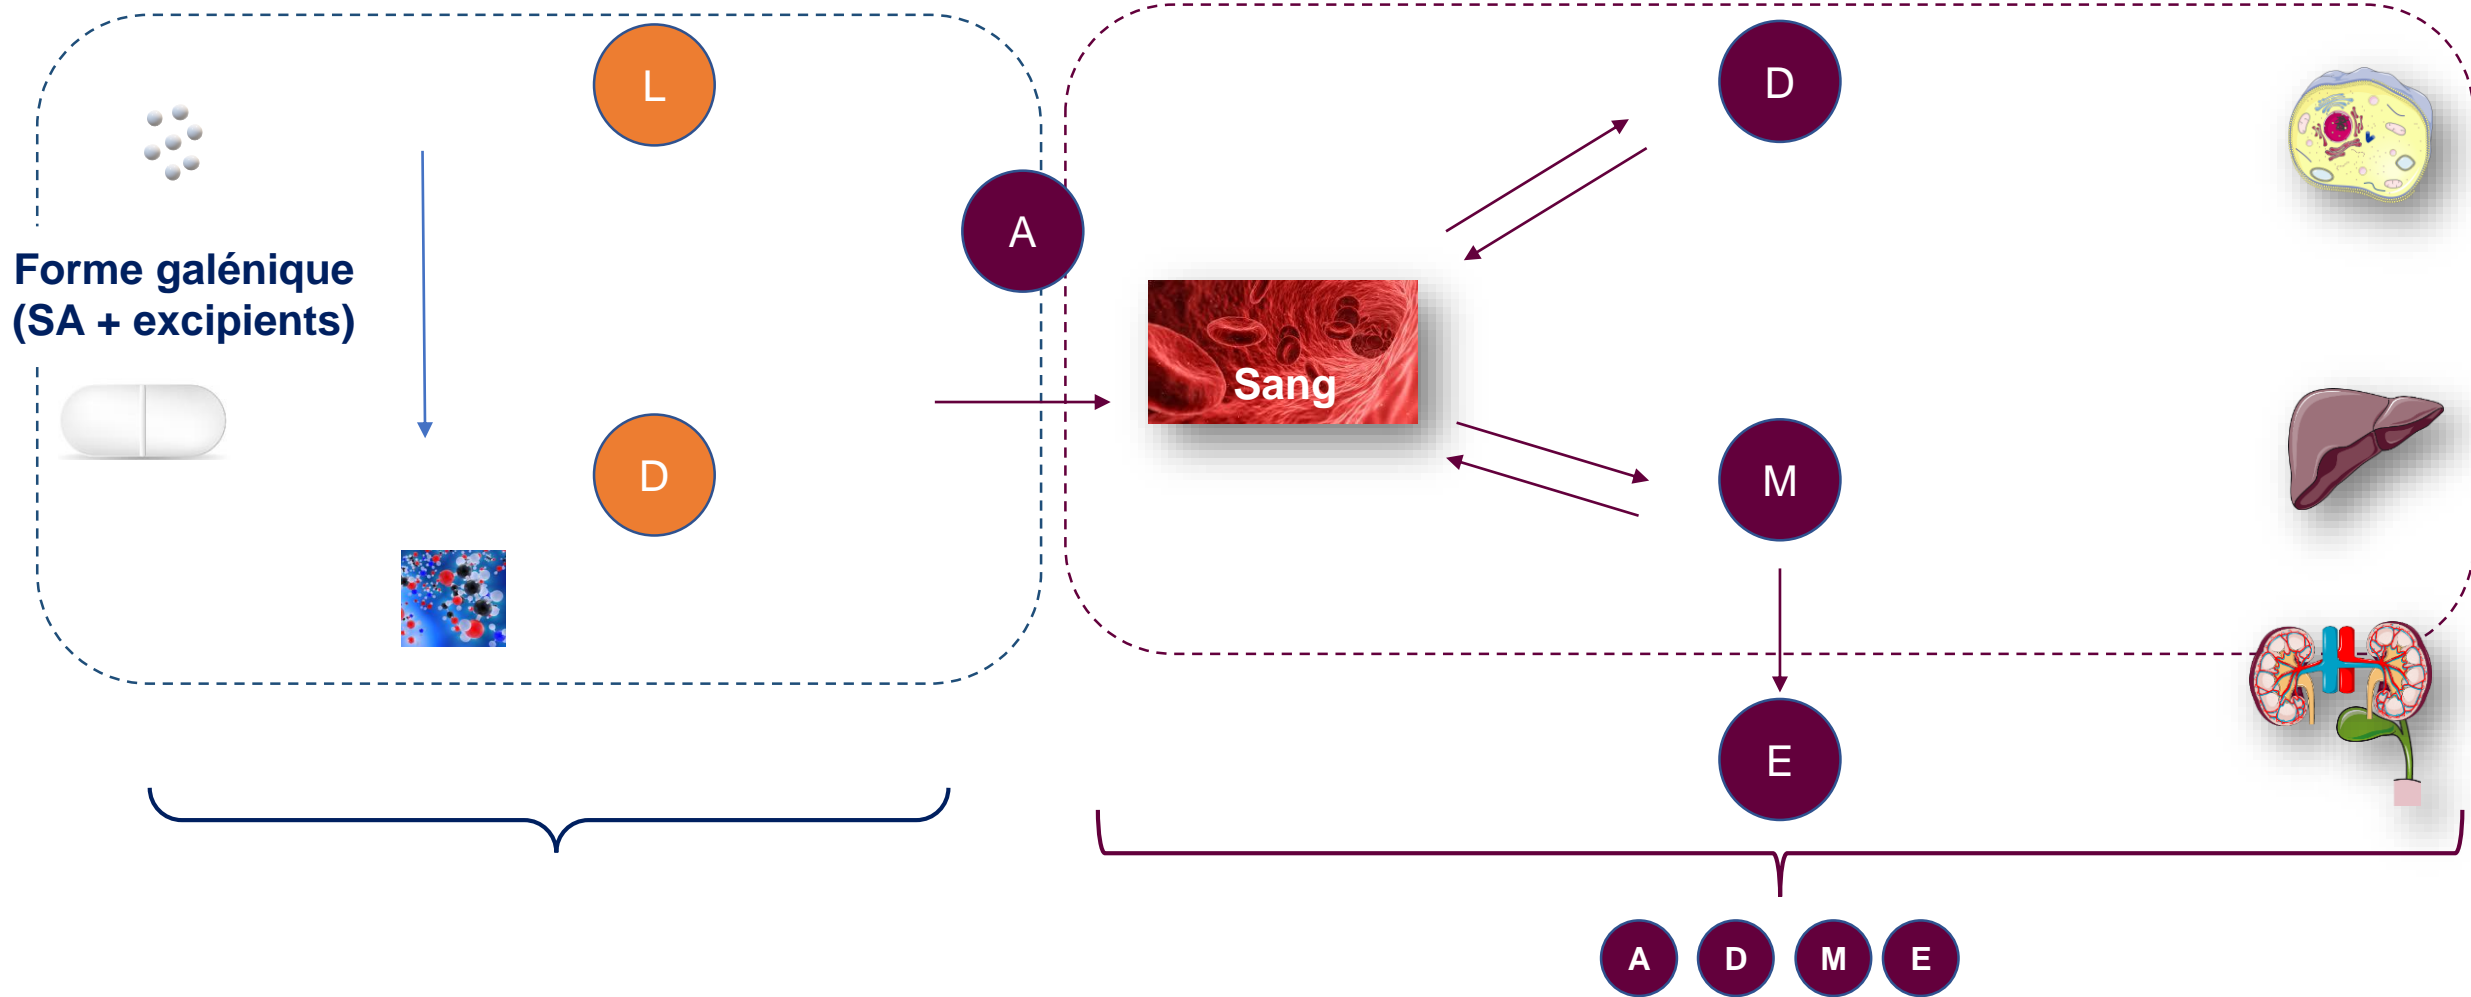 L
D
A
Forme galénique
(SA + excipients)
Sang
D
M
E
A D M E